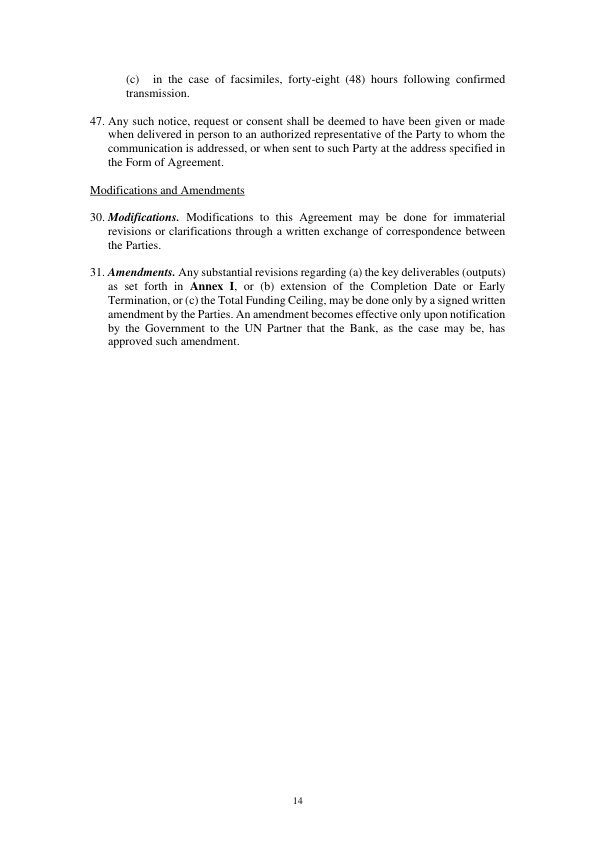 (c) in the case of facsimiles, forty-eight (48) hours following confirmed
transmission.
47. Any such notice, request or consent shall be deemed to have been given or made
when delivered in person to an authorized representative of the Party to whom the
communication is addressed, or when sent to such Party at the address specified in
the Form of Agreement.
Modifications and Amendments
30. Modifications. Modifications to this Agreement may be done for immaterial
revisions or clarifications through a written exchange of correspondence between
the Parties.
31. Amendments. Any substantial revisions regarding (a) the key deliverables (outputs)
as set forth in Annex I, or (b) extension of the Completion Date or Early
Termination, or (c) the Total Funding Ceiling, may be done only by a signed written
amendment by the Parties. An amendment becomes effective only upon notification
by the Government to the UN Partner that the Bank, as the case may be, has
approved such amendment.
14